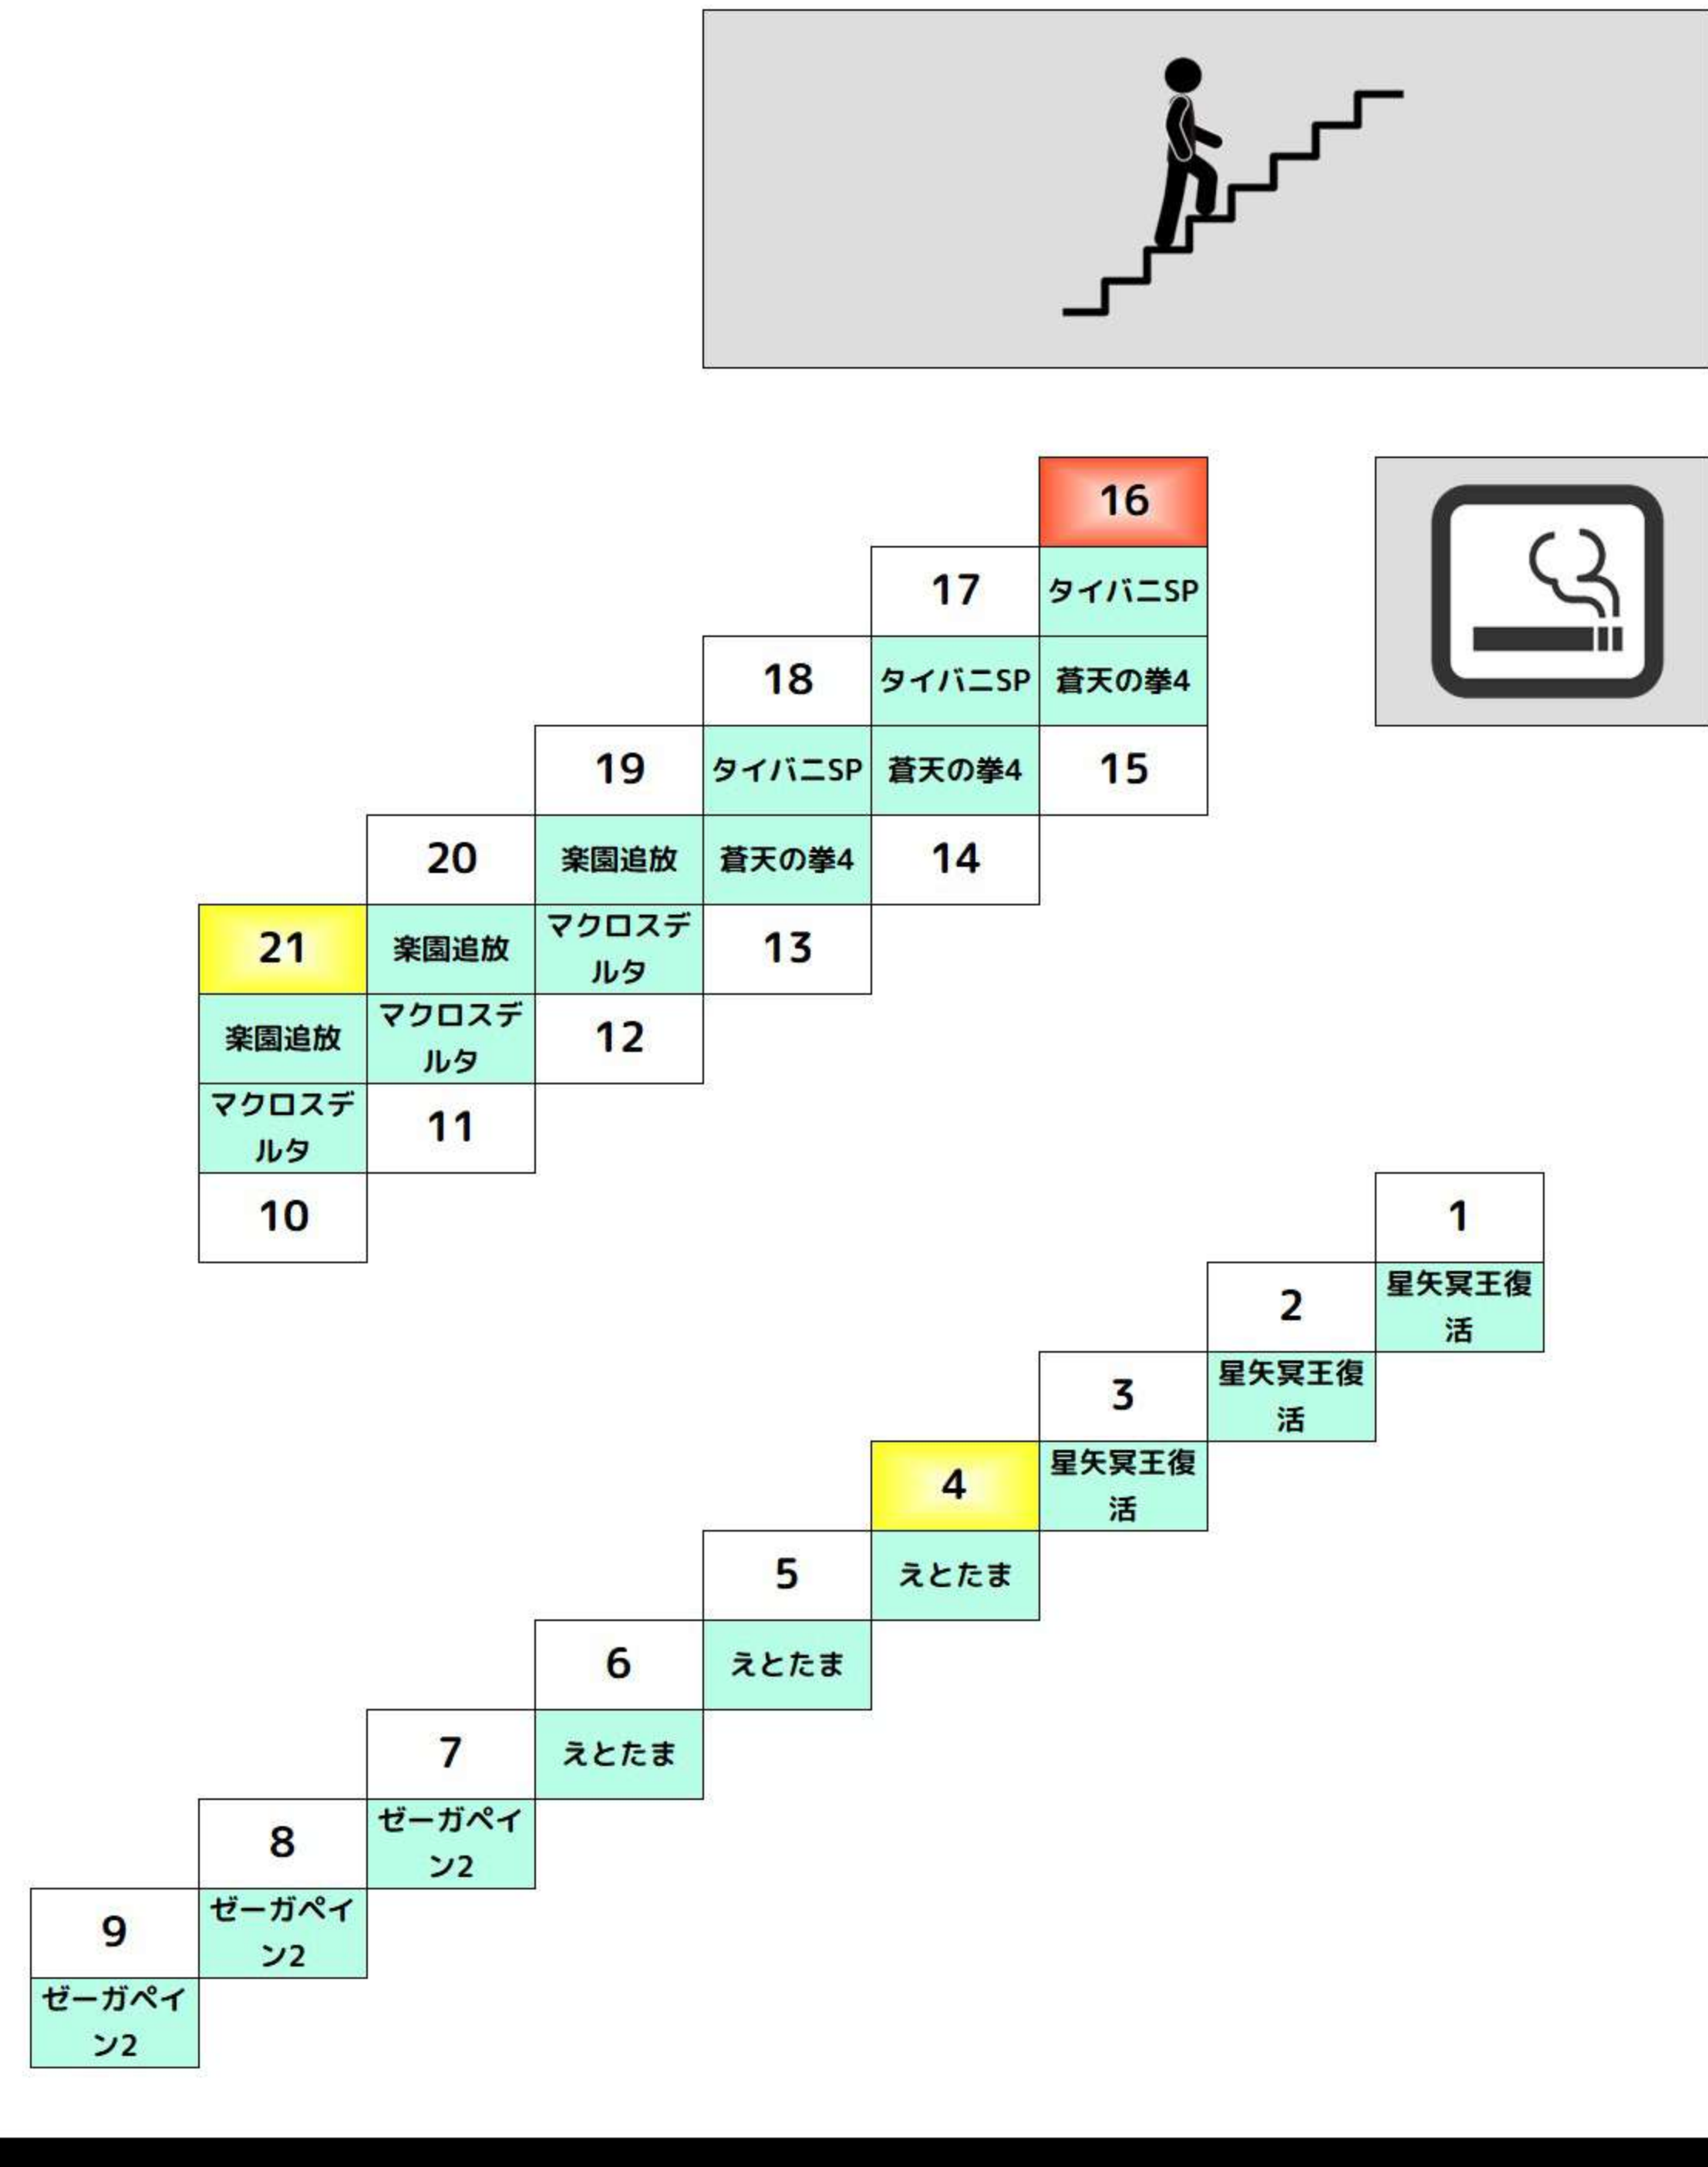 16
17
タイバニSP
18
タイバニSP
蒼天の拳4
19
タイバニSP
蒼天の拳4
15
20
楽園追放
蒼天の拳4
14
21
楽園追放
マクロスデ
ルタ
13
楽園追放
マクロスデ
ルタ
12
マクロスデ
ルタ
11
10
1
2
星矢冥王復
活
3
星矢冥王復
活
4
星矢冥王復
活
5
えとたま
6
えとたま
7
えとたま
8
ゼーガペイ
ン2
9
ゼーガペイ
ン2
ゼーガペイ
ン2